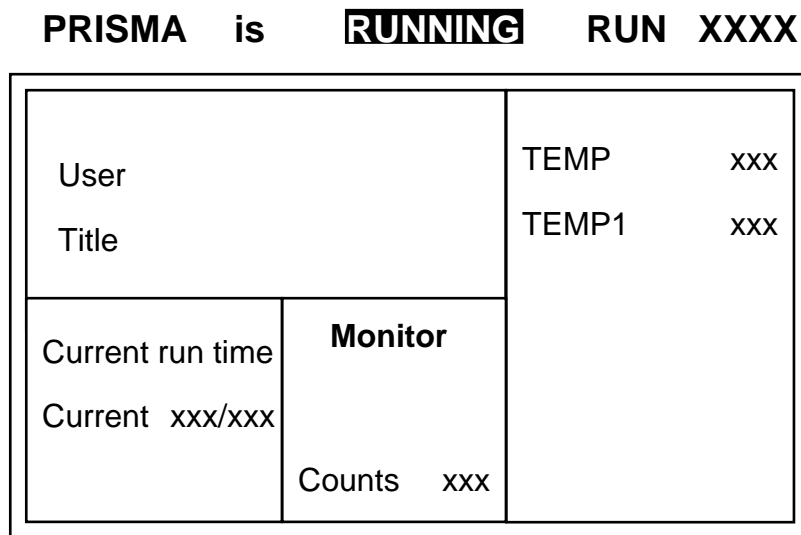 PRISMA is RUNNING RUN XXXX
User
Title
TEMP xxx
TEMP1 xxx
Current run time
Current xxx/xxx
Monitor
Counts xxx